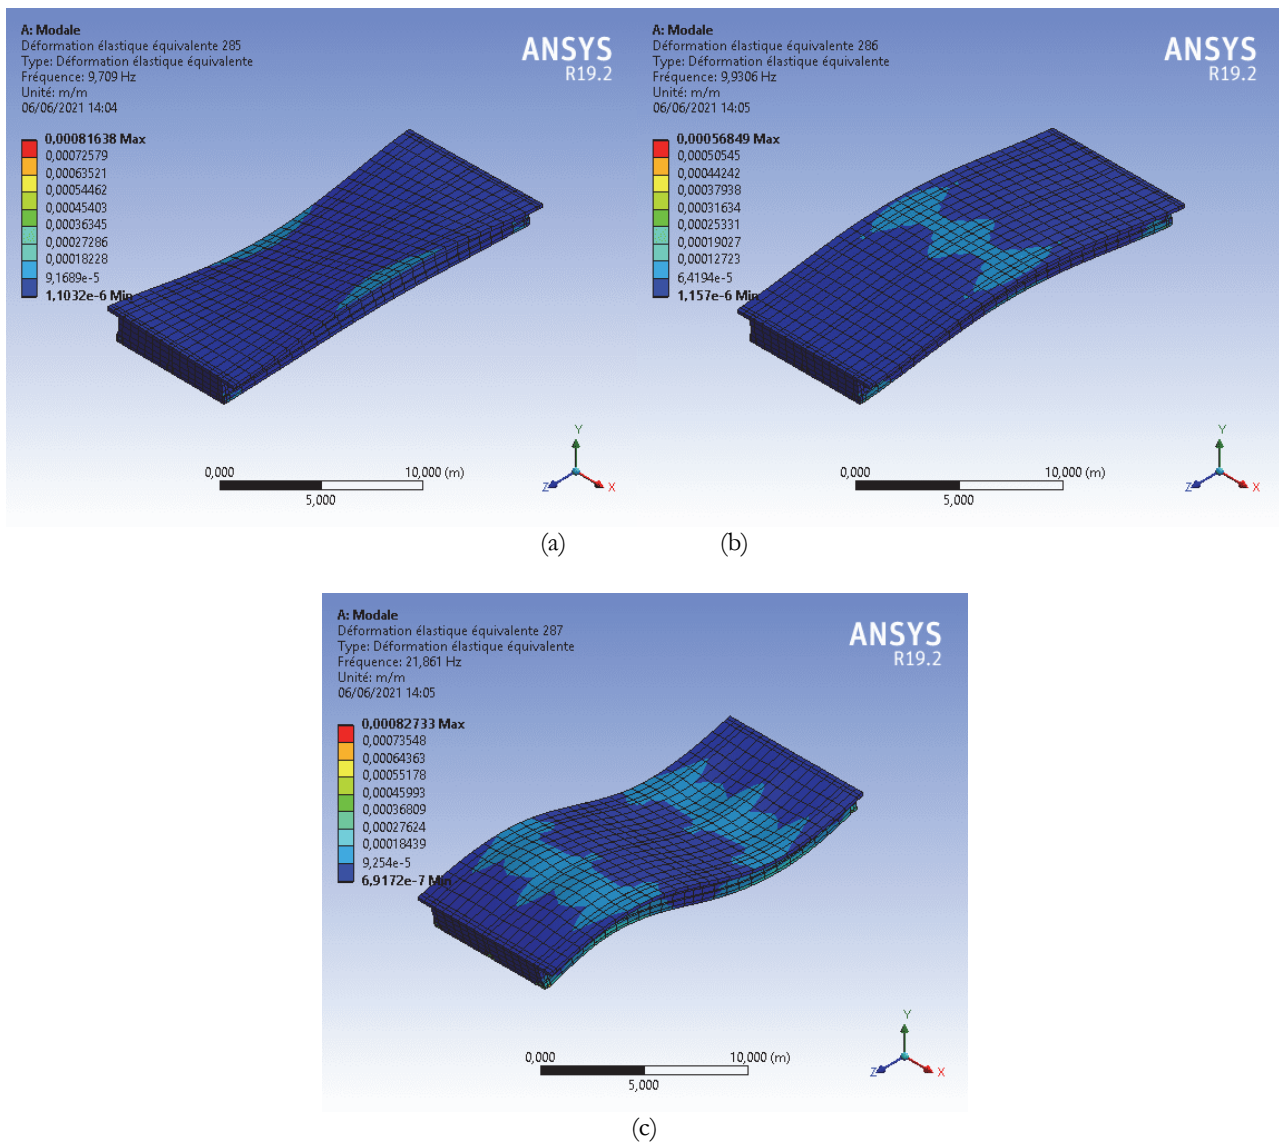 A: Modale
Déformation élastique équivalente 285
Type: Déformation élastique équivalente
Fréquence: 9,709 Hz
Unité: m/m
06/06/2021 14:04
ANSYS
R19.2
0,00081638 Max
0,00072579
0,00063521
0,00054462
0,00045403
0,00036345
0,00027286
0,00018228
9,1689e-5
1,1032e-6 Min
0,000
10,000 (m)
5,000
Y
Z
X
(a)
A: Modale
Déformation élastique équivalente 286
Type: Déformation élastique équivalente
Fréquence: 9,9306 Hz
Unité: m/m
06/06/2021 14:05
ANSYS
R19.2
0,00056849 Max
0,00050545
0,00044242
0,00037938
0,00031634
0,00025331
0,00019027
0,00012723
6,4194e-5
1,157e-6 Min
0,000
10,000 (m)
5,000
Y
Z
X
(b)
A: Modale
Déformation élastique équivalente 287
Type: Déformation élastique équivalente
Fréquence: 21,861 Hz
Unité: m/m
06/06/2021 14:05
ANSYS
R19.2
0,00082733 Max
0,00073548
0,00064363
0,00055178
0,00045993
0,00036809
0,00027624
0,00018439
9,254e-5
6,9172e-7 Min
0,000
10,000 (m)
5,000
Y
Z
X
(c)